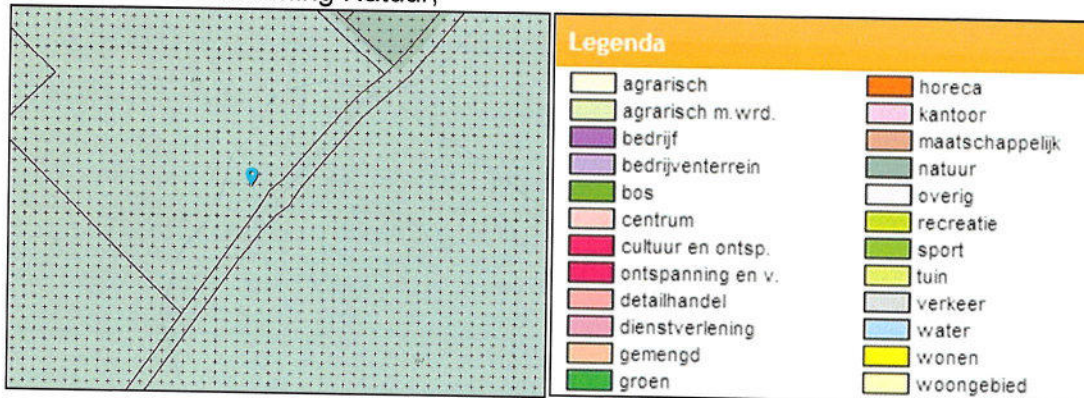 Natuur,
Legenda
agrarisch
agrarisch m.wrd.
bedrijf
bedrijventerrein
bos
centrum
cultuur en ontsp.
ontspanning en v.
detailhandel
dienstverlening
gemengd
groen
horeca
kantoor
maatschappelijk
natuur
overig
recreatie
sport
tuin
verkeer
water
wonen
woongebied